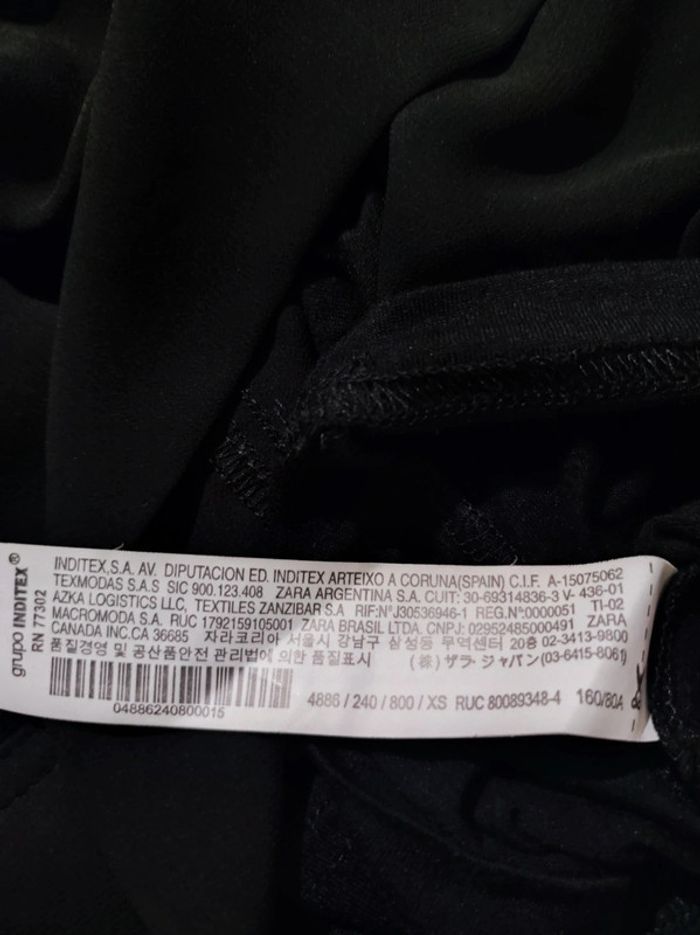 grupo INDITEX®
RN 77302
INDITEX,S.A. AV. DIPUTACION ED. INDITEX ARTEIXO A CORUNA(SPAIN) C.I.F. A-15075062
TEXMODAS S.A.S SIC 900.123.408 ZARA ARGENTINA S.A. CUIT: 30-69314836-3 V- 436-01
AZKA LOGISTICS LLC, TEXTILES ZANZIBAR S.A RIF:N°J30536946-1 REG.N°:0000051 TI-02
MACROMODA S.A. RUC 1792159105001 ZARA BRASIL LTDA. CNPJ: 02952485000491 ZARA
CANADA INC.CA 36685 자라코리아 서울시 강남구 삼성동 무역센터 20층 02-3413-9800
품질경영 및 공산품안전 관리법에 의한 품질표시 (株) ザラ・ジャパン(03-6415-8061)
04886240800015
4886 / 240 / 800 / XS RUC 80089348-4 160/80A